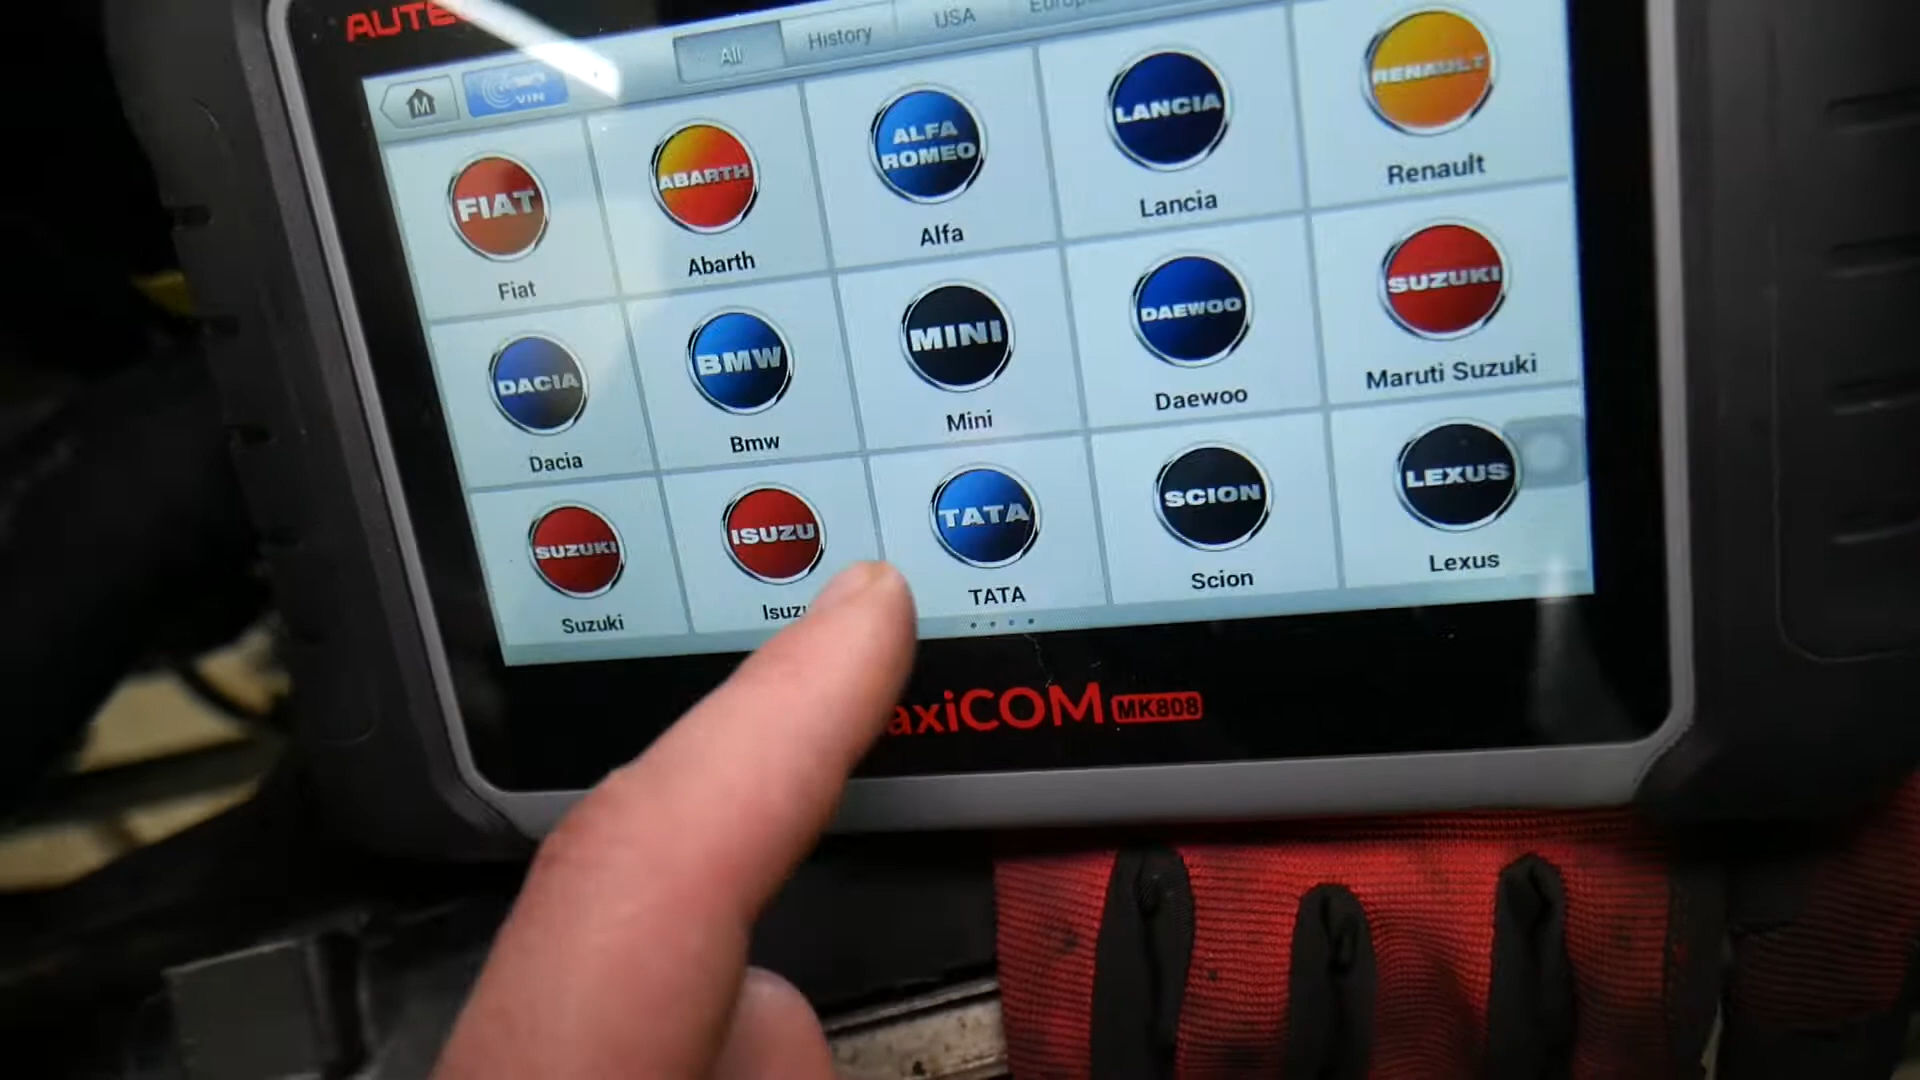 AUTE
All
History
USA
Europ
M
VIN
FIAT
Fiat
ABARTH
Abarth
ALFA
ROMEO
Alfa
LANCIA
Lancia
RENAULT
Renault
DACIA
Dacia
BMW
Bmw
MINI
Mini
DAEWOO
Daewoo
SUZUKI
Maruti Suzuki
SUZUKI
Suzuki
ISUZU
Isuzu
TATA
TATA
SCION
Scion
LEXUS
Lexus
axiCOM MK808